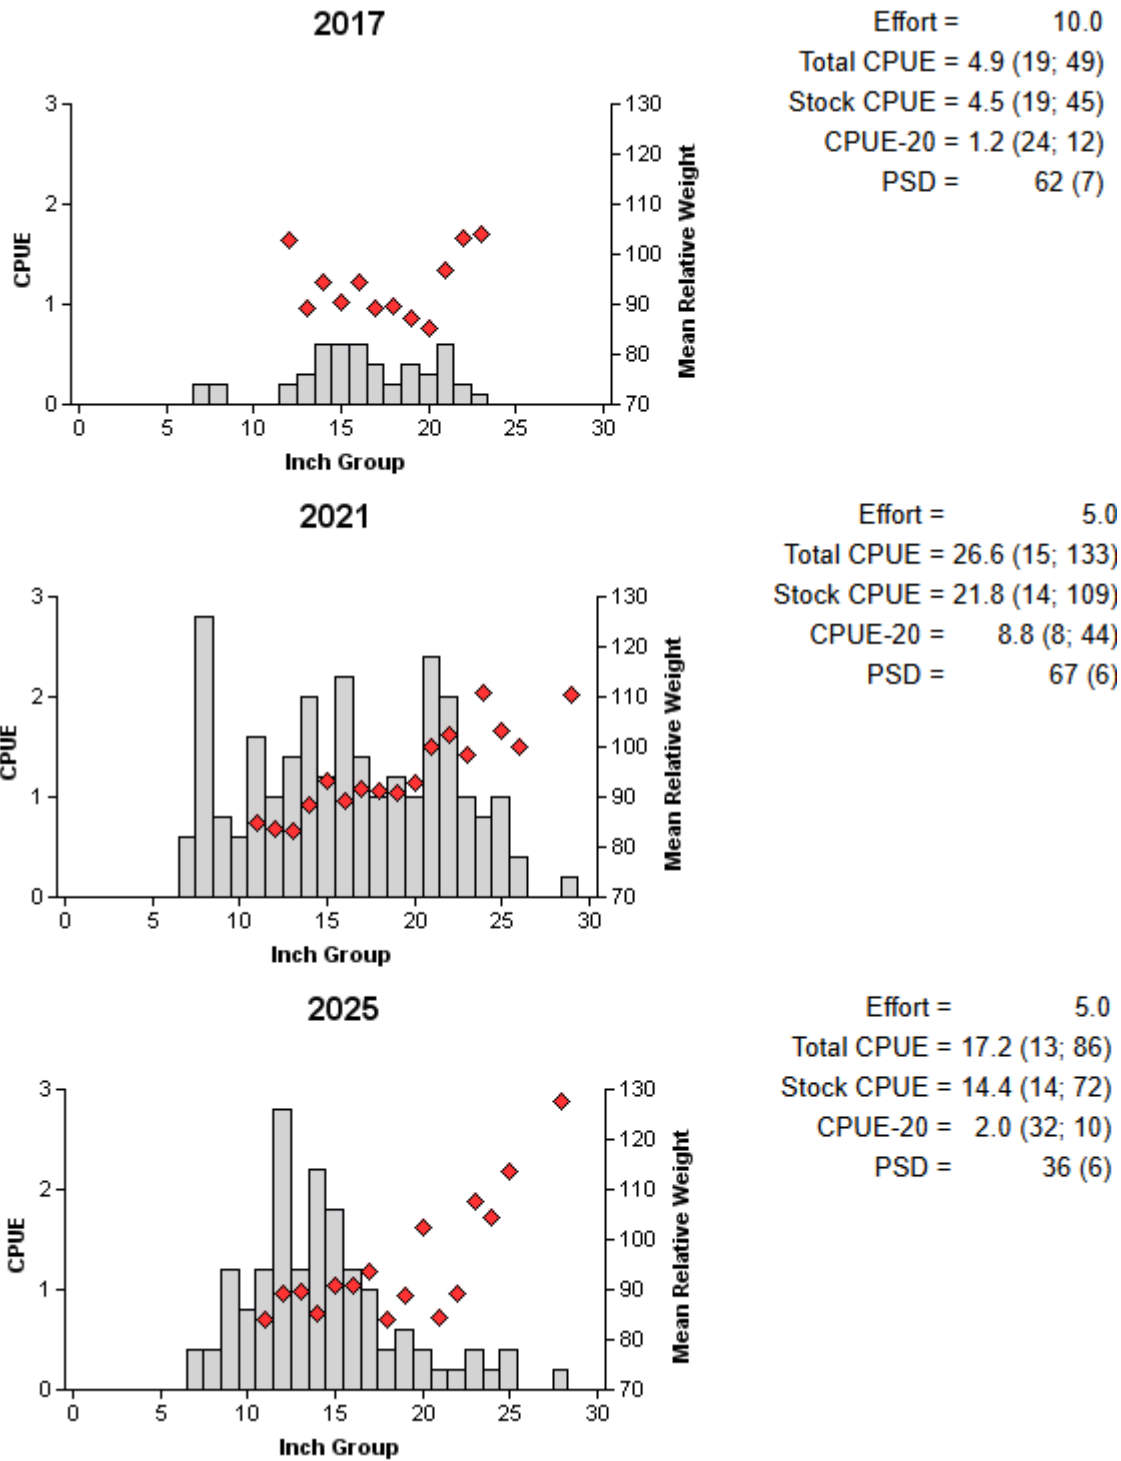 2017
Effort = 10.0
Total CPUE = 4.9 (19; 49)
Stock CPUE = 4.5 (19; 45)
CPUE-20 = 1.2 (24; 12)
PSD = 62 (7)
3
2
1
0
CPUE
130
120
110
100
90
80
70
Mean Relative Weight
0 5 10 15 20 25 30
Inch Group
2021
Effort = 5.0
Total CPUE = 26.6 (15; 133)
Stock CPUE = 21.8 (14; 109)
CPUE-20 = 8.8 (8; 44)
PSD = 67 (6)
3
2
1
0
CPUE
130
120
110
100
90
80
70
Mean Relative Weight
0 5 10 15 20 25 30
Inch Group
2025
Effort = 5.0
Total CPUE = 17.2 (13; 86)
Stock CPUE = 14.4 (14; 72)
CPUE-20 = 2.0 (32; 10)
PSD = 36 (6)
3
2
1
0
CPUE
130
120
110
100
90
80
70
Mean Relative Weight
0 5 10 15 20 25 30
Inch Group